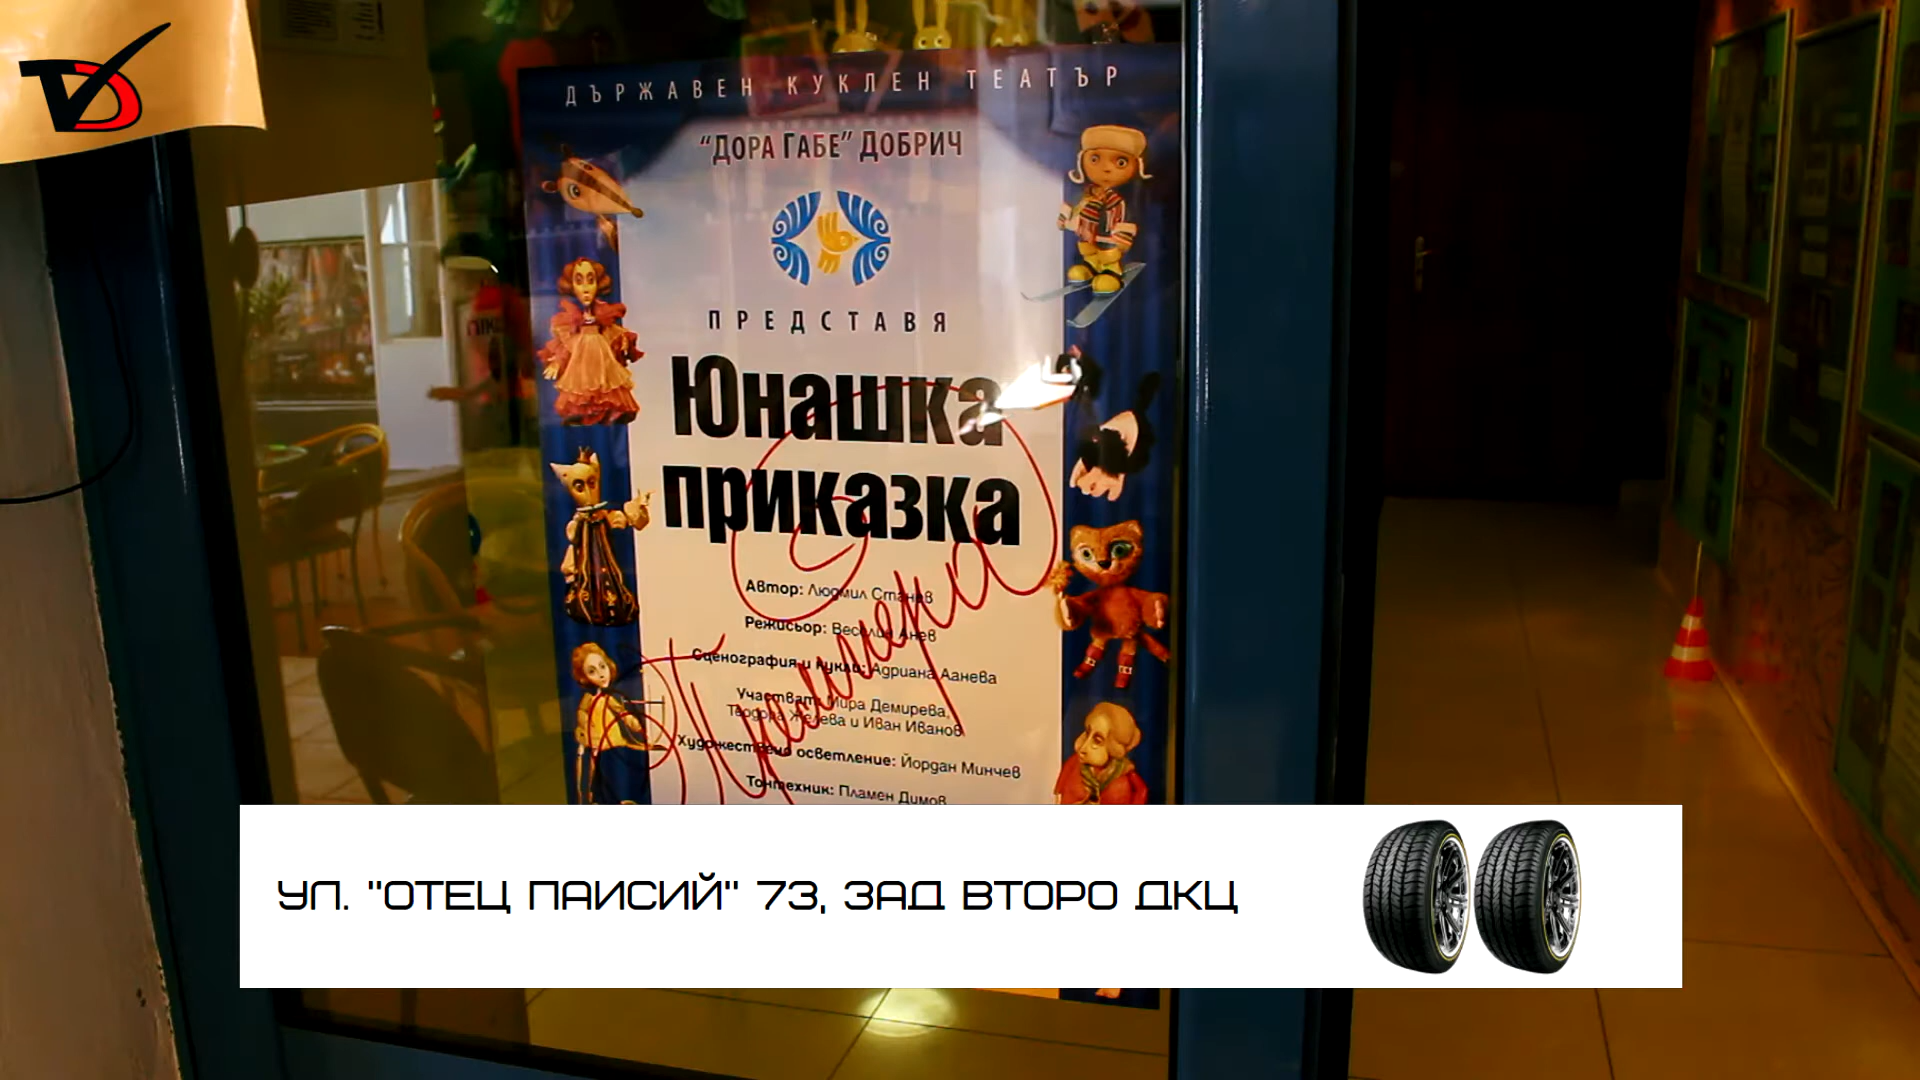 TD
ДЪРЖАВЕН КУКЛЕН ТЕАТЪР
"ДОРА ГАБЕ" ДОБРИЧ
ПРЕДСТАВЯ
Юнашка
приказка
Автор: Людмил Станев
Режисьор: Веселин Анев
Сценография и кукли: Адриана Аанева
Участват: Мира Демирева,
Теодора Желева и Иван Иванов
Художествено осветление: Йордан Минчев
Тонтехник: Пламен Димов
Премиера
УЛ. "ОТЕЦ ПАИСИЙ" 73, ЗАД ВТОРО ДКЦ